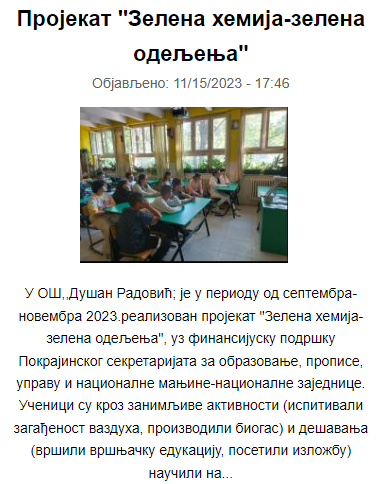 Пројекат "Зелена хемија-зелена
одељења"
Објављено: 11/15/2023 - 17:46
У ОШ,,Душан Радовић; је у периоду од септембра-
новембра 2023.реализован пројекат "Зелена хемија-
зелена одељења", уз финансијуску подршку
Покрајинског секретаријата за образовање, прописе,
управу и националне мањине-националне заједнице.
Ученици су кроз занимљиве активности (испитивали
загађеност ваздуха, производили биогас) и дешавања
(вршили вршњачку едукацију, посетили изложбу)
научили на...